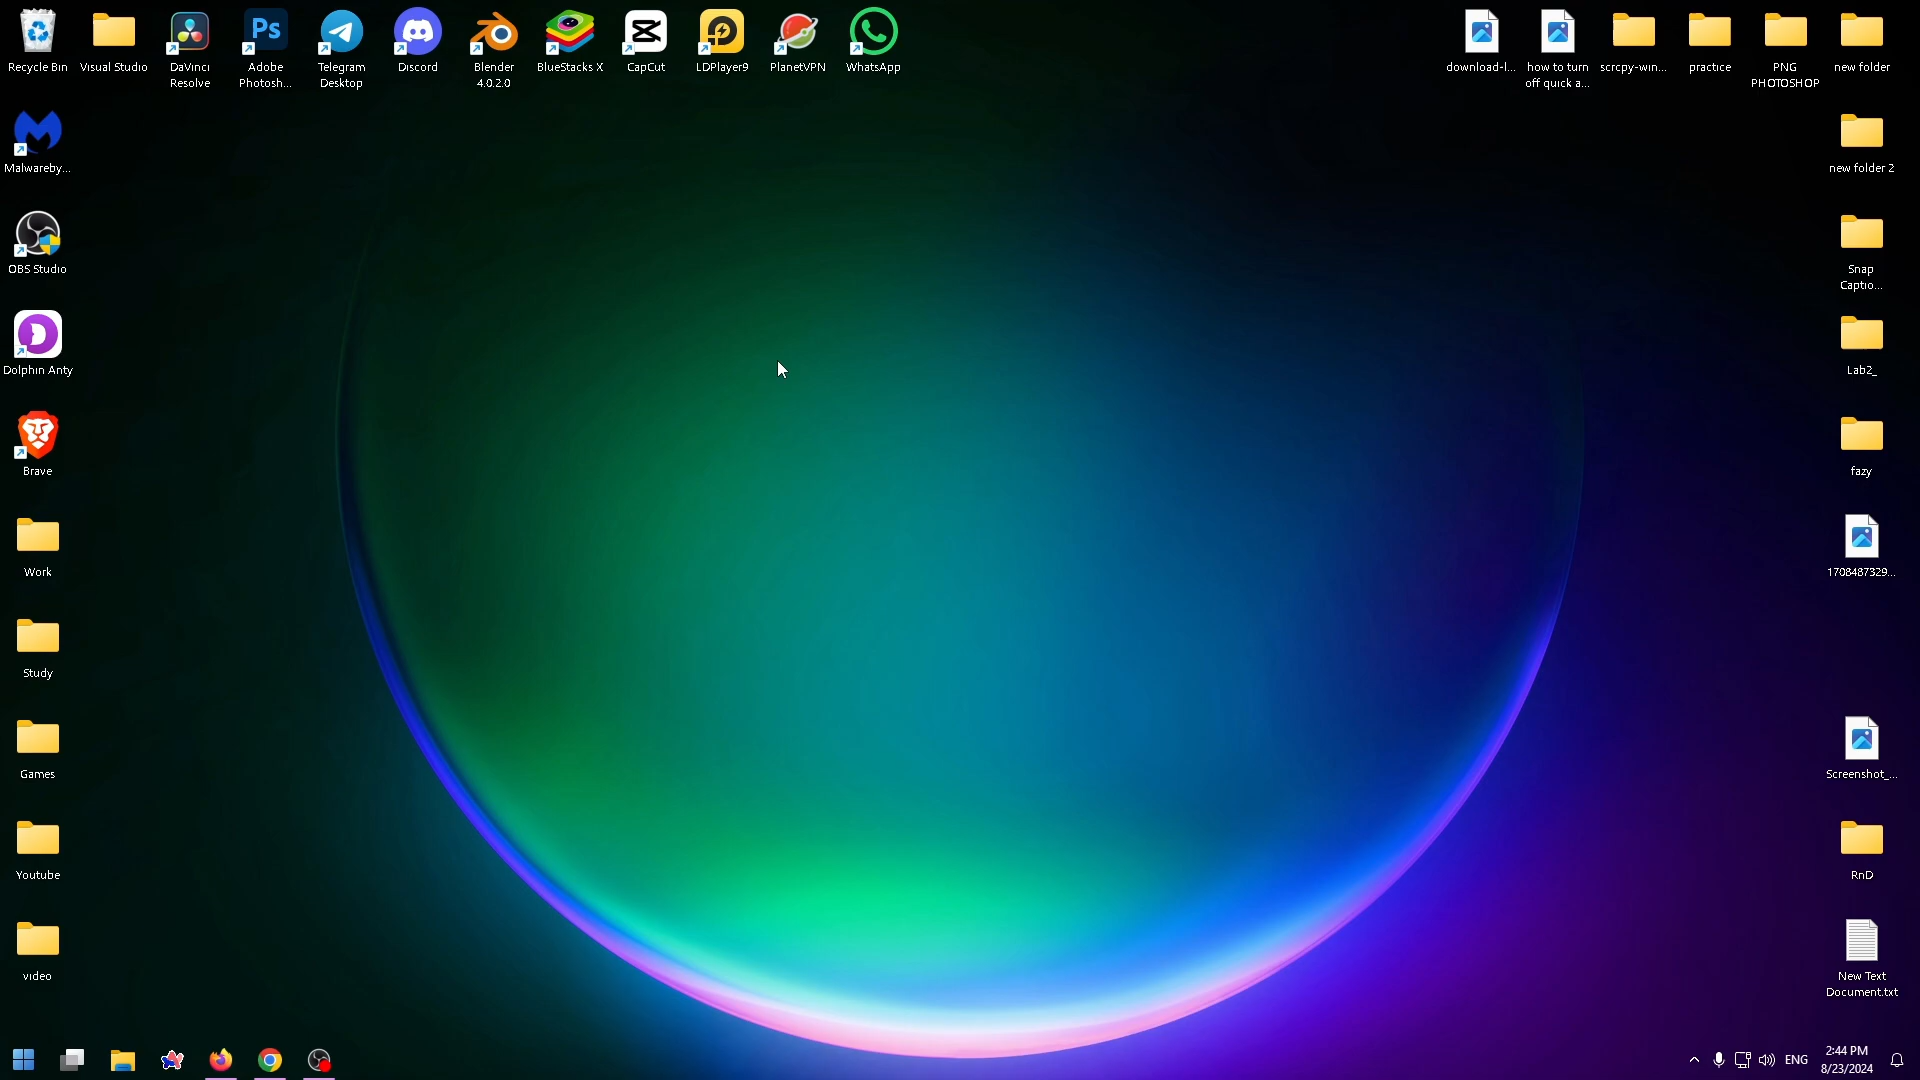 Recycle Bin
Visual Studio
DaVinci
Resolve
Ps
Adobe
Photosh...
Telegram
Desktop
Discord
Blender
4.0.2.0
BlueStacks X
CapCut
LDPlayer9
PlanetVPN
WhatsApp
download-l...
how to turn
off quick a...
scrcpy-win...
practice
PNG
PHOTOSHOP
new folder
Malwareby...
new folder 2
OBS Studio
Snap
Captio...
Dolphin Anty
Lab2_
Brave
fazy
Work
1708487329...
Study
Games
Screenshot_...
Youtube
RnD
video
New Text
Document.txt
ENG
2:44 PM
8/23/2024